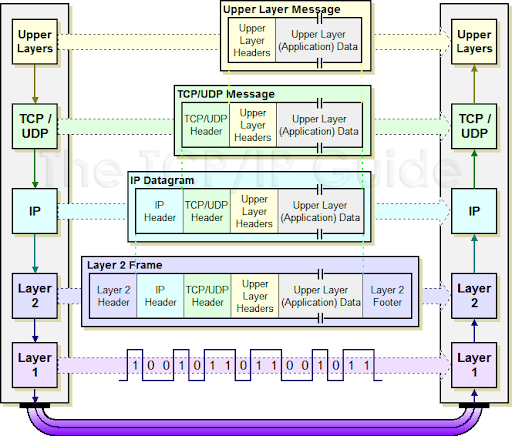 Upper Layer Message
Upper
Layers
Upper
Layer
Headers
Upper Layer
(Application) Data
Upper
Layers
TCP/UDP Message
TCP /
UDP
TCP/UDP
Header
Upper
Layer
Headers
Upper Layer
(Application) Data
TCP /
UDP
The TCP/IP Guide
IP Datagram
IP
IP
Header
TCP/UDP
Header
Upper
Layer
Headers
Upper Layer
(Application) Data
IP
Layer 2 Frame
Layer
2
Layer 2
Header
IP
Header
TCP/UDP
Header
Upper
Layer
Headers
Upper Layer
(Application) Data
Layer 2
Footer
Layer
2
Layer
1
1 0 0 1 0 1 1 0 1 1 0 0 1 0 1 1
Layer
1